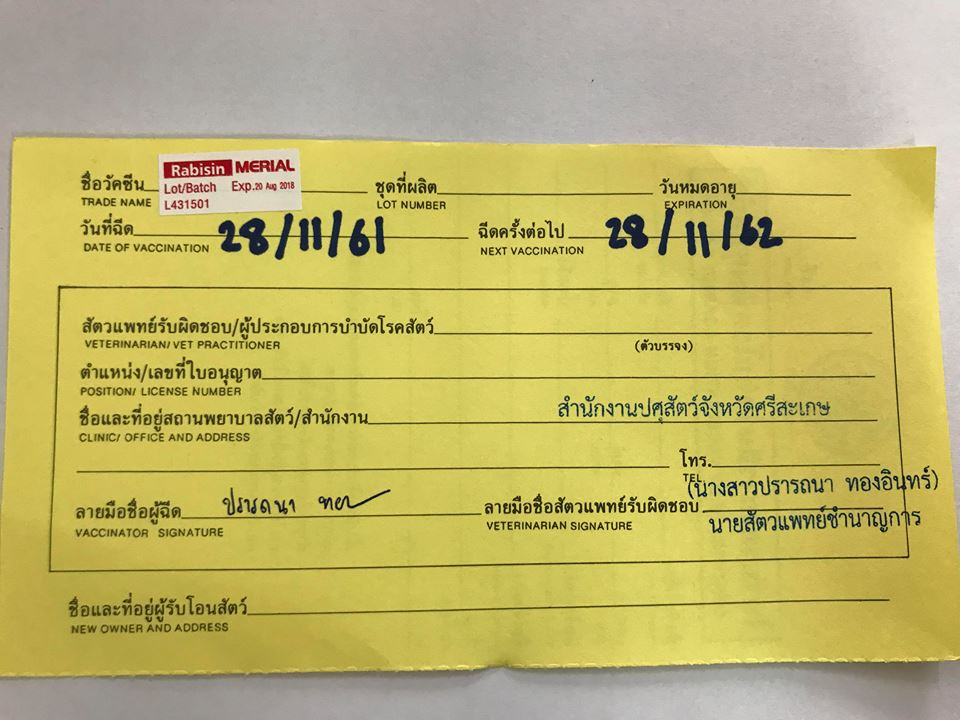 Rabisin MERIAL
Lot/Batch Exp.20 Aug 2018
L431501
ชื่อวัคซีน ชุดที่ผลิต วันหมดอายุ
TRADE NAME LOT NUMBER EXPIRATION
วันที่ฉีด 28/11/61 ฉีดครั้งต่อไป 28/11/62
DATE OF VACCINATION NEXT VACCINATION
สัตวแพทย์รับผิดชอบ/ผู้ประกอบการบำบัดโรคสัตว์
VETERINARIAN/ VET PRACTITIONER (ตัวบรรจง)
ตำแหน่ง/เลขที่ใบอนุญาต
POSITION/ LICENSE NUMBER
ชื่อและที่อยู่สถานพยาบาลสัตว์/สำนักงาน สำนักงานปศุสัตว์จังหวัดศรีสะเกษ
CLINIC/ OFFICE AND ADDRESS
โทร.
TEL
(นางสาวปรารถนา ทองอินทร์)
ลายมือชื่อผู้ฉีด ปรารถนา ลายมือชื่อสัตวแพทย์รับผิดชอบ
นายสัตวแพทย์ชำนาญการ
VACCINATOR SIGNATURE VETERINARIAN SIGNATURE
ชื่อและที่อยู่ผู้รับโอนสัตว์
NEW OWNER AND ADDRESS